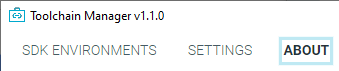 Toolchain Manager v1.1.0
SDK ENVIRONMENTS SETTINGS ABOUT